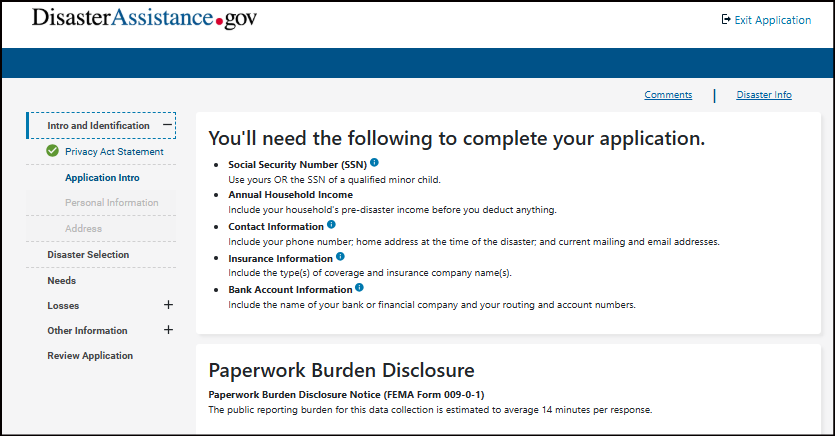 DisasterAssistance.gov
Exit Application
Comments | Disaster Info
Intro and Identification
Privacy Act Statement
Application Intro
Personal Information
Address
Disaster Selection
Needs
Losses
Other Information
Review Application
You'll need the following to complete your application.
• Social Security Number (SSN)
Use yours OR the SSN of a qualified minor child.
• Annual Household Income
Include your household's pre-disaster income before you deduct anything.
• Contact Information
Include your phone number; home address at the time of the disaster; and current mailing and email addresses.
• Insurance Information
Include the type(s) of coverage and insurance company name(s).
• Bank Account Information
Include the name of your bank or financial company and your routing and account numbers.
Paperwork Burden Disclosure
Paperwork Burden Disclosure Notice (FEMA Form 009-0-1)
The public reporting burden for this data collection is estimated to average 14 minutes per response.